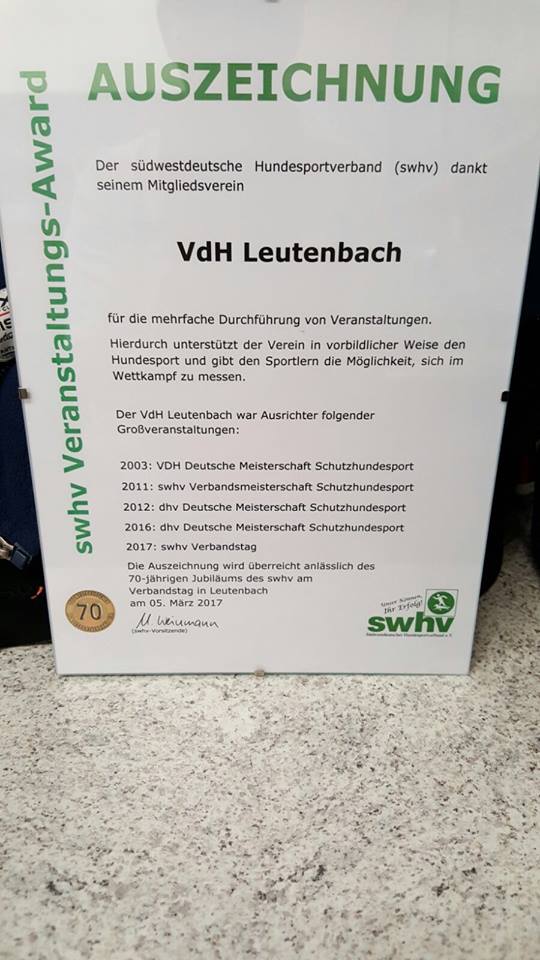 AUSZEICHNUNG
swhv Veranstaltungs-Award
Der südwestdeutsche Hundesportverband (swhv) dankt
seinem Mitgliedsverein
VdH Leutenbach
für die mehrfache Durchführung von Veranstaltungen.
Hierdurch unterstützt der Verein in vorbildlicher Weise den
Hundesport und gibt den Sportlern die Möglichkeit, sich im
Wettkampf zu messen.
Der VdH Leutenbach war Ausrichter folgender
Großveranstaltungen:
2003: VDH Deutsche Meisterschaft Schutzhundesport
2011: swhv Verbandsmeisterschaft Schutzhundesport
2012: dhv Deutsche Meisterschaft Schutzhundesport
2016: dhv Deutsche Meisterschaft Schutzhundesport
2017: swhv Verbandstag
Die Auszeichnung wird überreicht anlässlich des
70-jährigen Jubiläums des swhv am
Verbandstag in Leutenbach
am 05. März 2017
(swhv-Vorsitzende)
70
Unser Können,
Ihr Erfolg!
swhv
Südwestdeutscher Hundesportverband e.V.